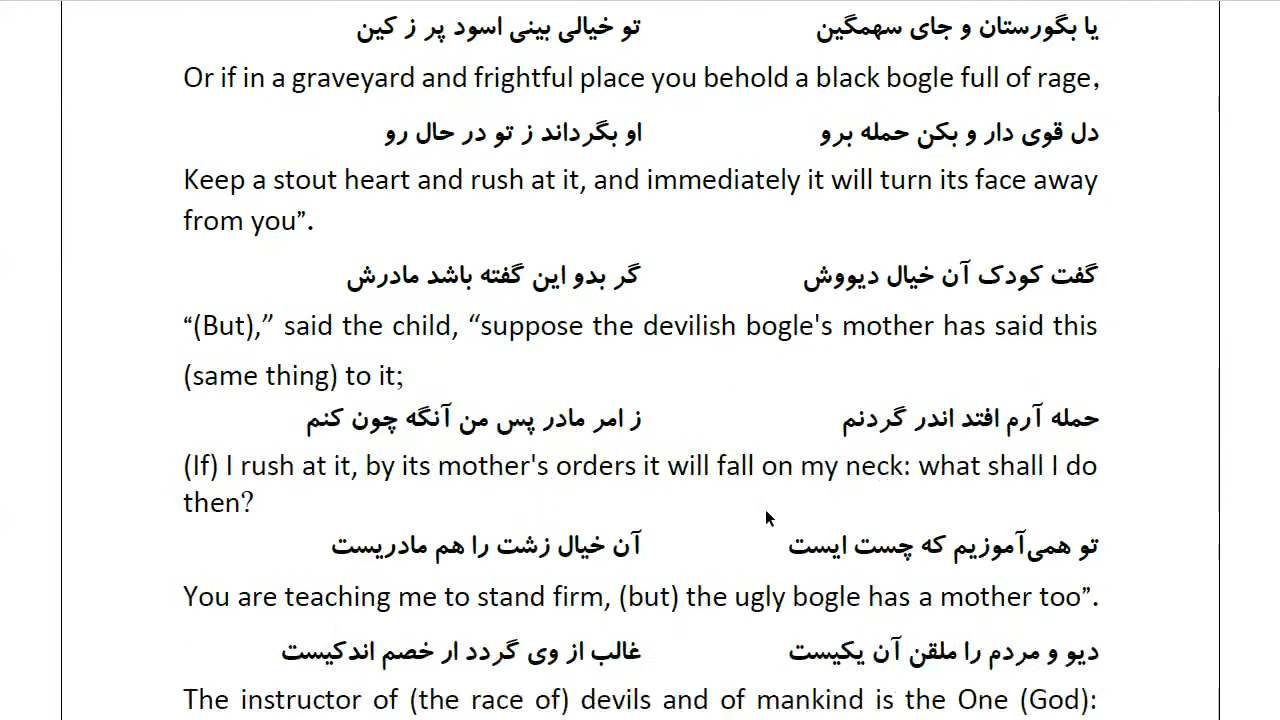 یا بگورستان و جای سهمگین تو خیالی بینی اسود پر ز کین
Or if in a graveyard and frightful place you behold a black bogle full of rage,
دل قوی دار و بکن حمله برو او بگرداند ز تو در حال رو
Keep a stout heart and rush at it, and immediately it will turn its face away
from you”.
گفت کودک آن خیال دیووش گر بدو این گفته باشد مادرش
“(But),” said the child, “suppose the devilish bogle's mother has said this
(same thing) to it;
حمله آرم افتد اندر گردنم ز امر مادر پس من آنگه چون کنم
(If) I rush at it, by its mother's orders it will fall on my neck: what shall I do
then?
تو همی‌آموزیم که چست ایست آن خیال زشت را هم مادریست
You are teaching me to stand firm, (but) the ugly bogle has a mother too”.
دیو و مردم را ملقن آن یکیست غالب از وی گردد ار خصم اندکیست
The instructor of (the race of) devils and of mankind is the One (God):